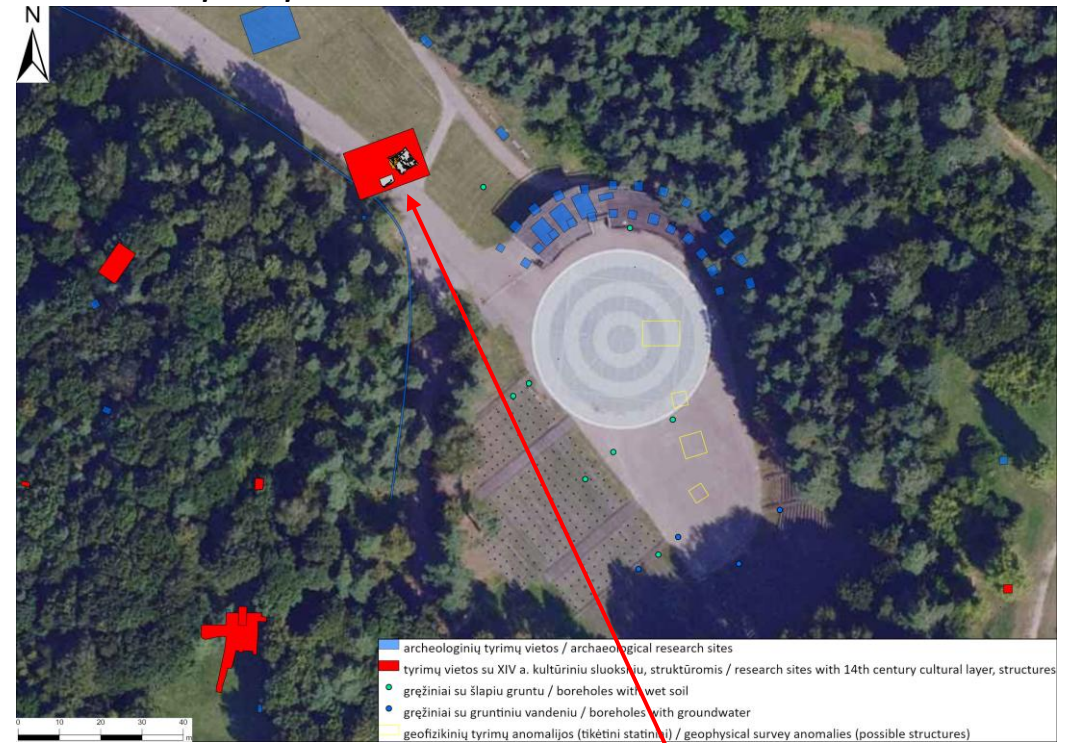 N
archeologinių tyrimų vietos / archaeological research sites
tyrimų vietos su XIV a. kultūriniu sluoksniu, struktūromis / research sites with 14th century cultural layer, structures
gręžiniai su šlapiu gruntu / boreholes with wet soil
gręžiniai su gruntiniu vandeniu / boreholes with groundwater
geofizikinių tyrimų anomalijos (tikėtini statiniai) / geophysical survey anomalies (possible structures)
0 10 20 30 40
m